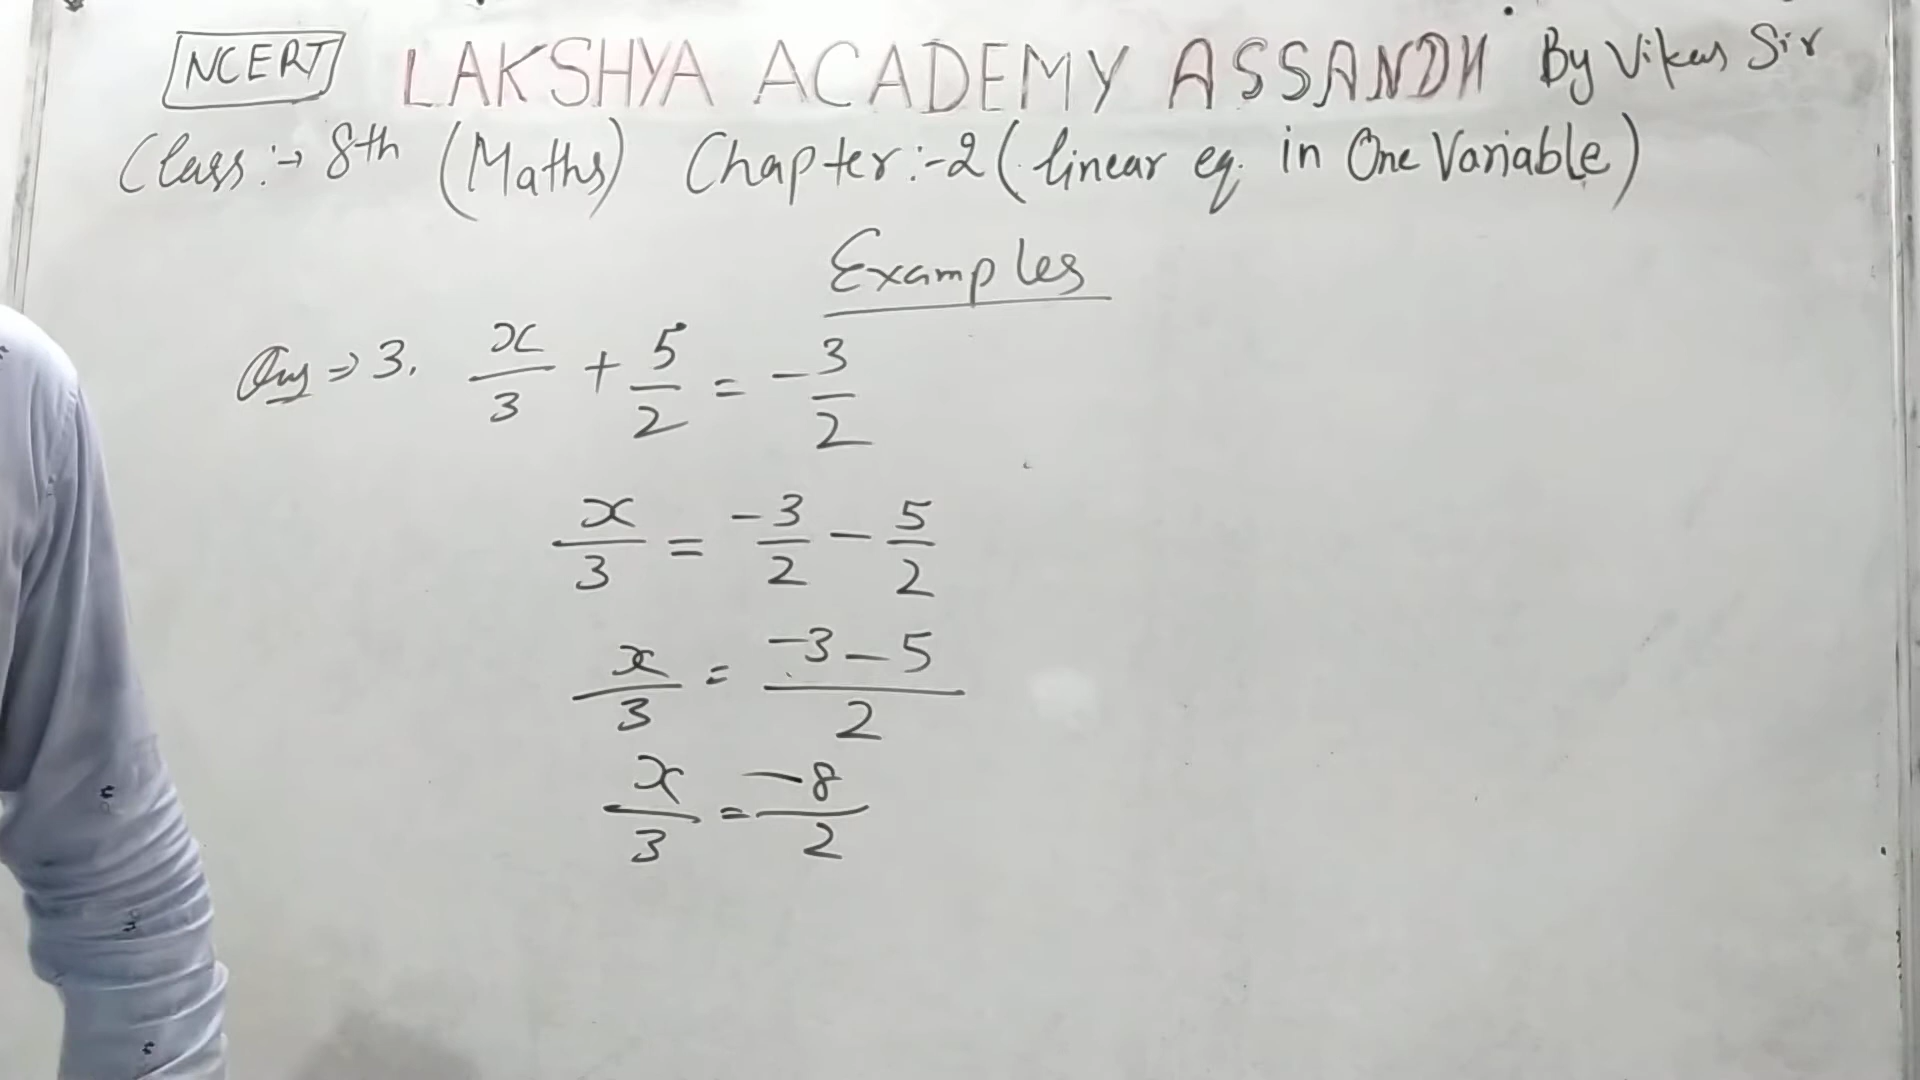 NCERT LAKSHYA ACADEMY ASSANDH By Vikas Sir
Class:→ 8th (Maths) Chapter:-2 (linear eq. in One Variable)
Examples
Ans ⇒ 3. x/3 + 5/2 = -3/2
x/3 = -3/2 - 5/2
x/3 = (-3-5)/2
x/3 = -8/2